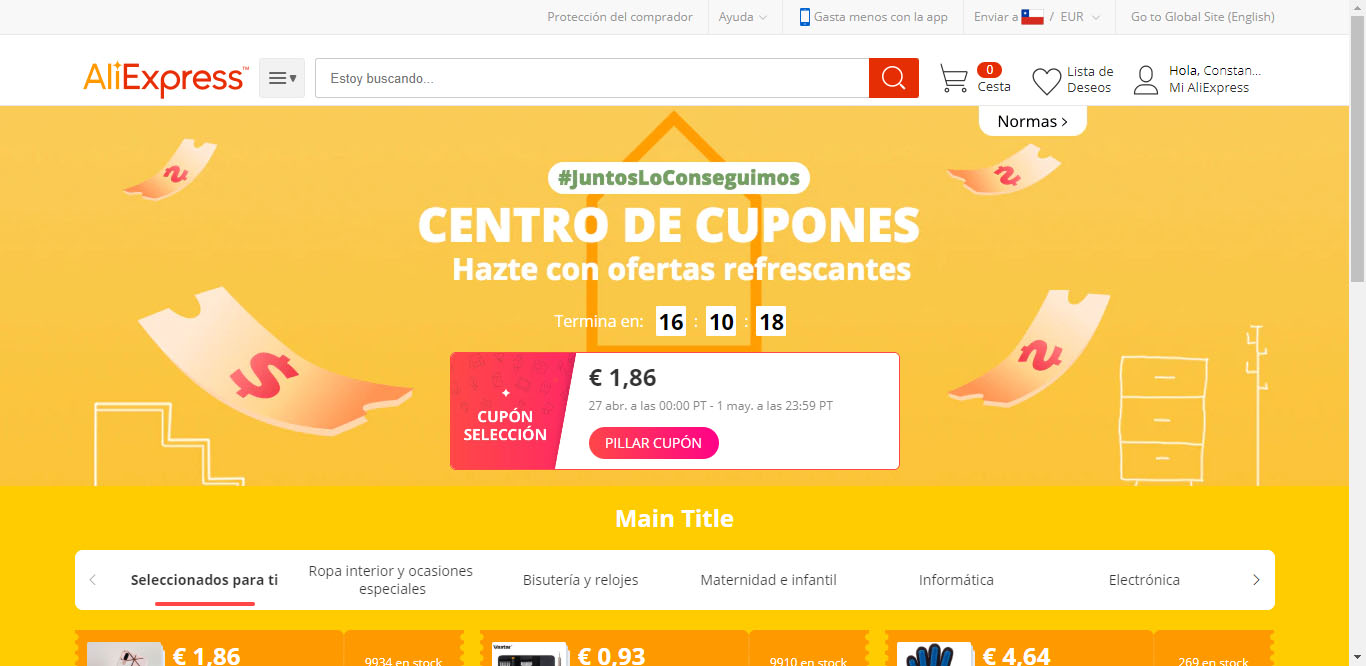 Protección del comprador
Ayuda
Gasta menos con la app
Enviar a / EUR
Go to Global Site (English)
AliExpress™
Estoy buscando...
0
Cesta
Lista de
Deseos
Hola, Constan...
Mi AliExpress
Normas >
#JuntosLoConseguimos
CENTRO DE CUPONES
Hazte con ofertas refrescantes
Termina en: 16 : 10 : 18
CUPÓN
SELECCIÓN
€ 1,86
27 abr. a las 00:00 PT - 1 may. a las 23:59 PT
PILLAR CUPÓN
Main Title
Seleccionados para ti
Ropa interior y ocasiones
especiales
Bisutería y relojes
Maternidad e infantil
Informática
Electrónica
€ 1,86
9934 en stock
€ 0,93
9910 en stock
€ 4,64
269 en stock